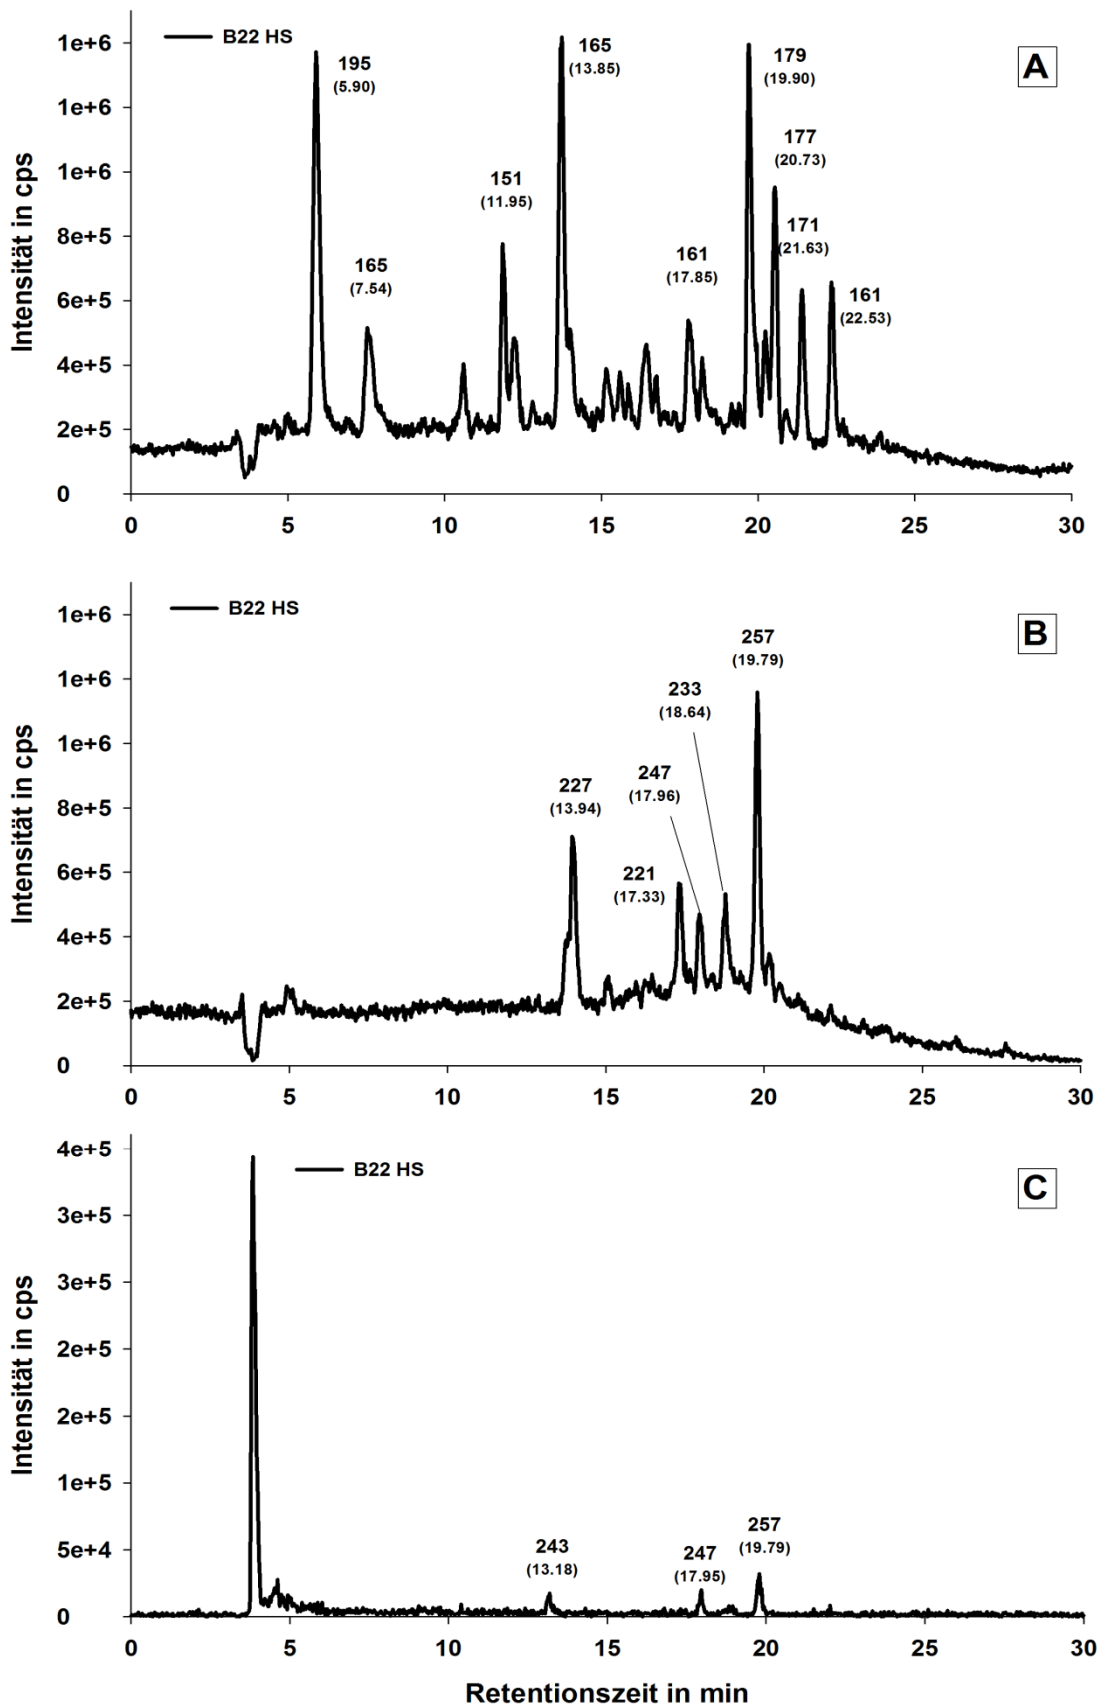 B22 HS
A
195
(5.90)
165
(7.54)
151
(11.95)
165
(13.85)
161
(17.85)
179
(19.90)
177
(20.73)
171
(21.63)
161
(22.53)
Intensität in cps
1e+6
1e+6
1e+6
8e+5
6e+5
4e+5
2e+5
0
0 5 10 15 20 25 30
B22 HS
B
227
(13.94)
221
(17.33)
247
(17.96)
233
(18.64)
257
(19.79)
Intensität in cps
1e+6
1e+6
1e+6
8e+5
6e+5
4e+5
2e+5
0
0 5 10 15 20 25 30
B22 HS
C
243
(13.18)
247
(17.95)
257
(19.79)
Intensität in cps
4e+5
3e+5
3e+5
2e+5
2e+5
1e+5
5e+4
0
0 5 10 15 20 25 30
Retentionszeit in min